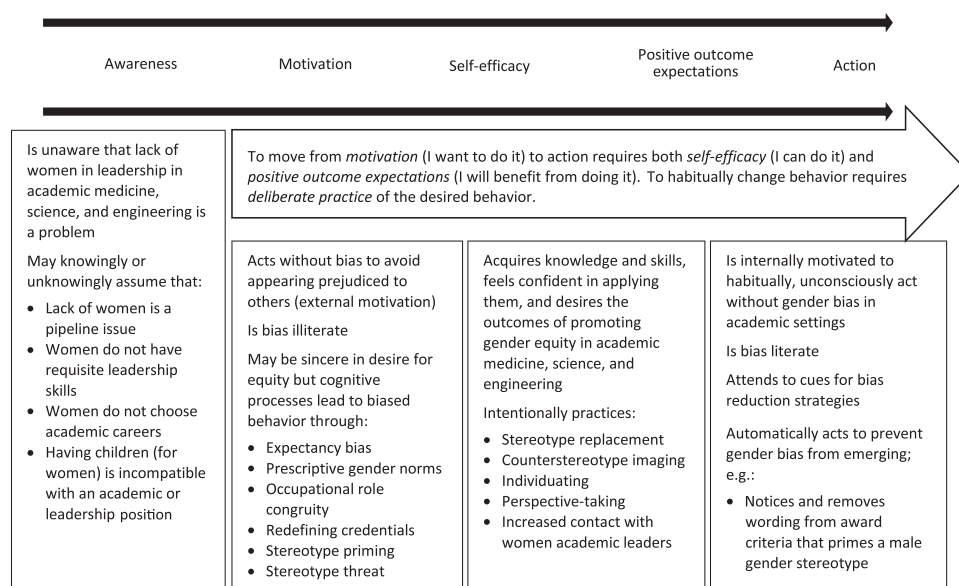 Awareness
Motivation
Self-efficacy
Positive outcome
expectations
Action
To move from motivation (I want to do it) to action requires both self-efficacy (I can do it) and
positive outcome expectations (I will benefit from doing it). To habitually change behavior requires
deliberate practice of the desired behavior.
Is unaware that lack of
women in leadership in
academic medicine,
science, and engineering is
a problem
May knowingly or
unknowingly assume that:
• Lack of women is a
pipeline issue
• Women do not have
requisite leadership
skills
• Women do not choose
academic careers
• Having children (for
women) is incompatible
with an academic or
leadership position
Acts without bias to avoid
appearing prejudiced to
others (external motivation)
Is bias illiterate
May be sincere in desire for
equity but cognitive
processes lead to biased
behavior through:
• Expectancy bias
• Prescriptive gender norms
• Occupational role
congruity
• Redefining credentials
• Stereotype priming
• Stereotype threat
Acquires knowledge and skills,
feels confident in applying
them, and desires the
outcomes of promoting
gender equity in academic
medicine, science, and
engineering
Intentionally practices:
• Stereotype replacement
• Counterstereotype imaging
• Individuating
• Perspective-taking
• Increased contact with
women academic leaders
Is internally motivated to
habitually, unconsciously act
without gender bias in
academic settings
Is bias literate
Attends to cues for bias
reduction strategies
Automatically acts to prevent
gender bias from emerging;
e.g.:
• Notices and removes
wording from award
criteria that primes a male
gender stereotype